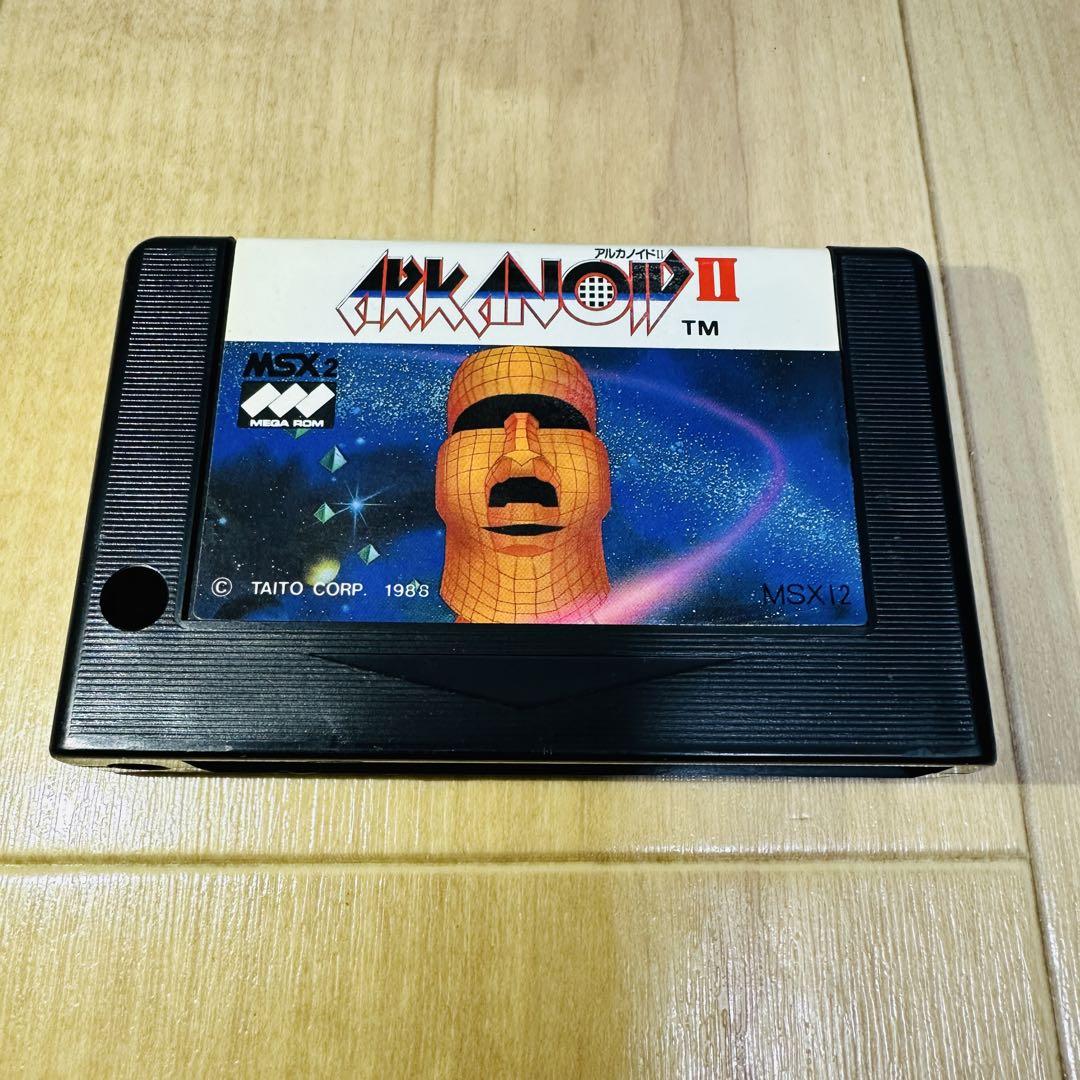 アルカノイドII
ARKANOID II
TM
MSX2
MEGA ROM
© TAITO CORP. 1988
MSX12